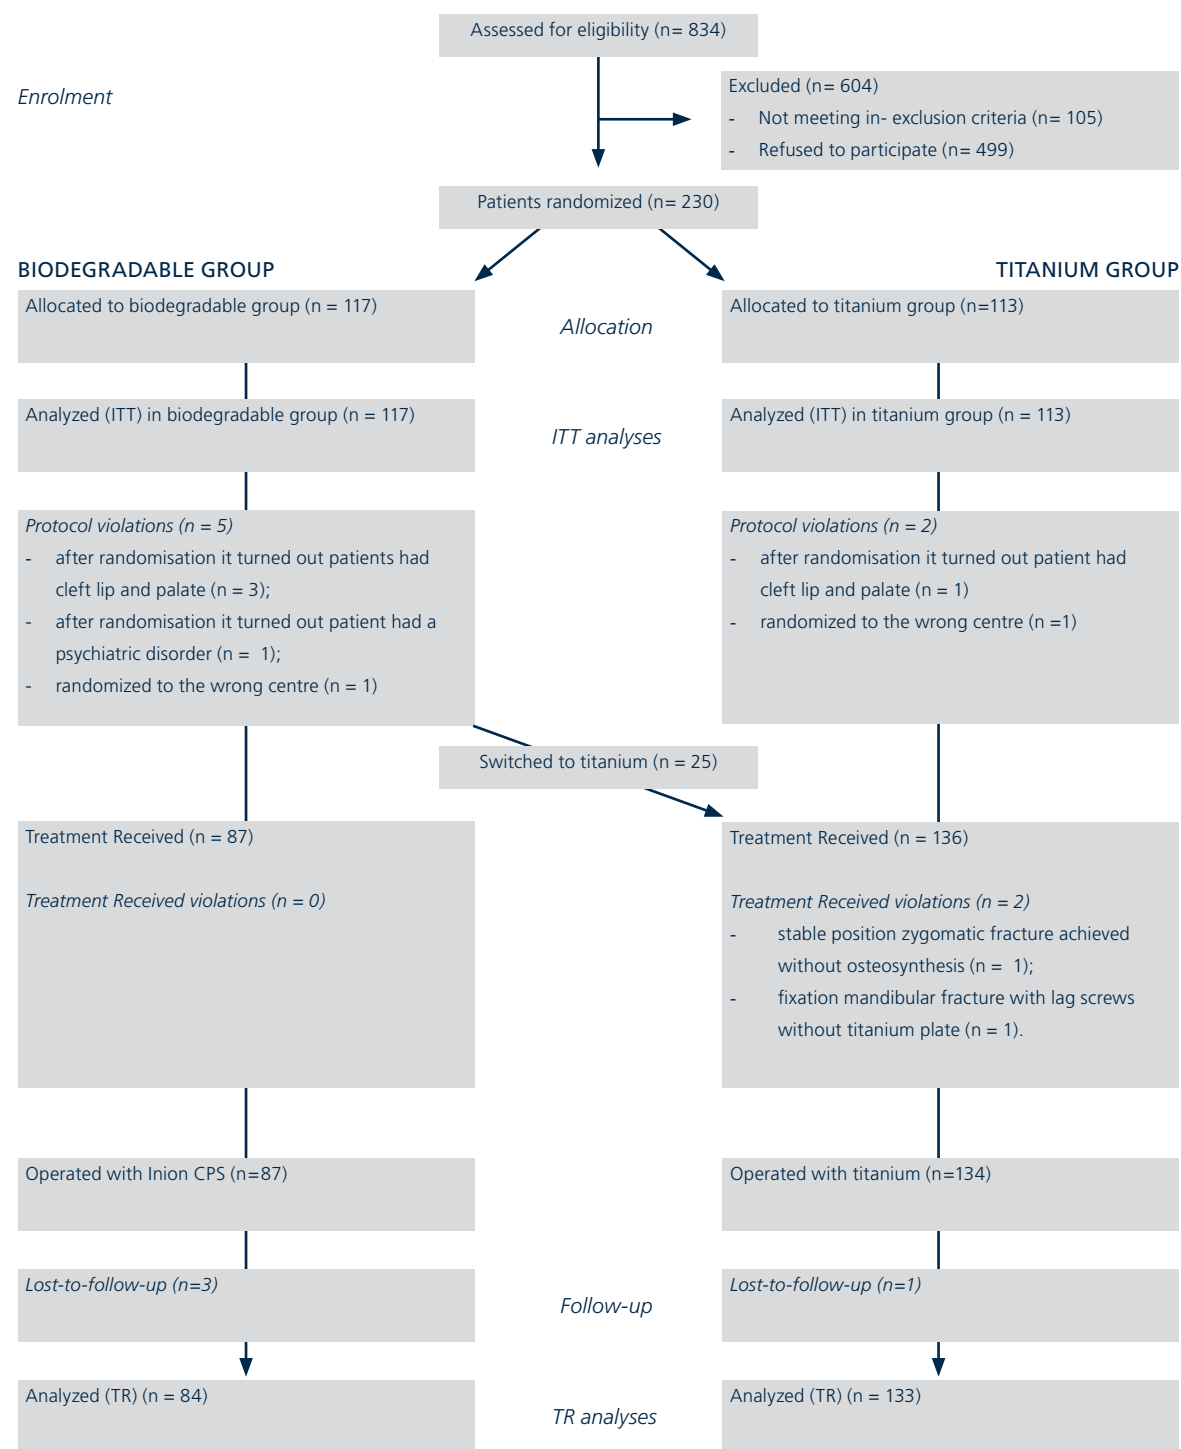 Assessed for eligibility (n= 834)
Enrolment
Excluded (n= 604)
- Not meeting in- exclusion criteria (n= 105)
- Refused to participate (n= 499)
Patients randomized (n= 230)
BIODEGRADABLE GROUP
TITANIUM GROUP
Allocated to biodegradable group (n = 117)
Allocation
Allocated to titanium group (n=113)
Analyzed (ITT) in biodegradable group (n = 117)
ITT analyses
Analyzed (ITT) in titanium group (n = 113)
Protocol violations (n = 5)
- after randomisation it turned out patients had
cleft lip and palate (n = 3);
- after randomisation it turned out patient had a
psychiatric disorder (n = 1);
- randomized to the wrong centre (n = 1)
Protocol violations (n = 2)
- after randomisation it turned out patient had
cleft lip and palate (n = 1)
- randomized to the wrong centre (n =1)
Switched to titanium (n = 25)
Treatment Received (n = 87)
Treatment Received violations (n = 0)
Treatment Received (n = 136)
Treatment Received violations (n = 2)
- stable position zygomatic fracture achieved
without osteosynthesis (n = 1);
- fixation mandibular fracture with lag screws
without titanium plate (n = 1).
Operated with Inion CPS (n=87)
Operated with titanium (n=134)
Lost-to-follow-up (n=3)
Follow-up
Lost-to-follow-up (n=1)
Analyzed (TR) (n = 84)
TR analyses
Analyzed (TR) (n = 133)